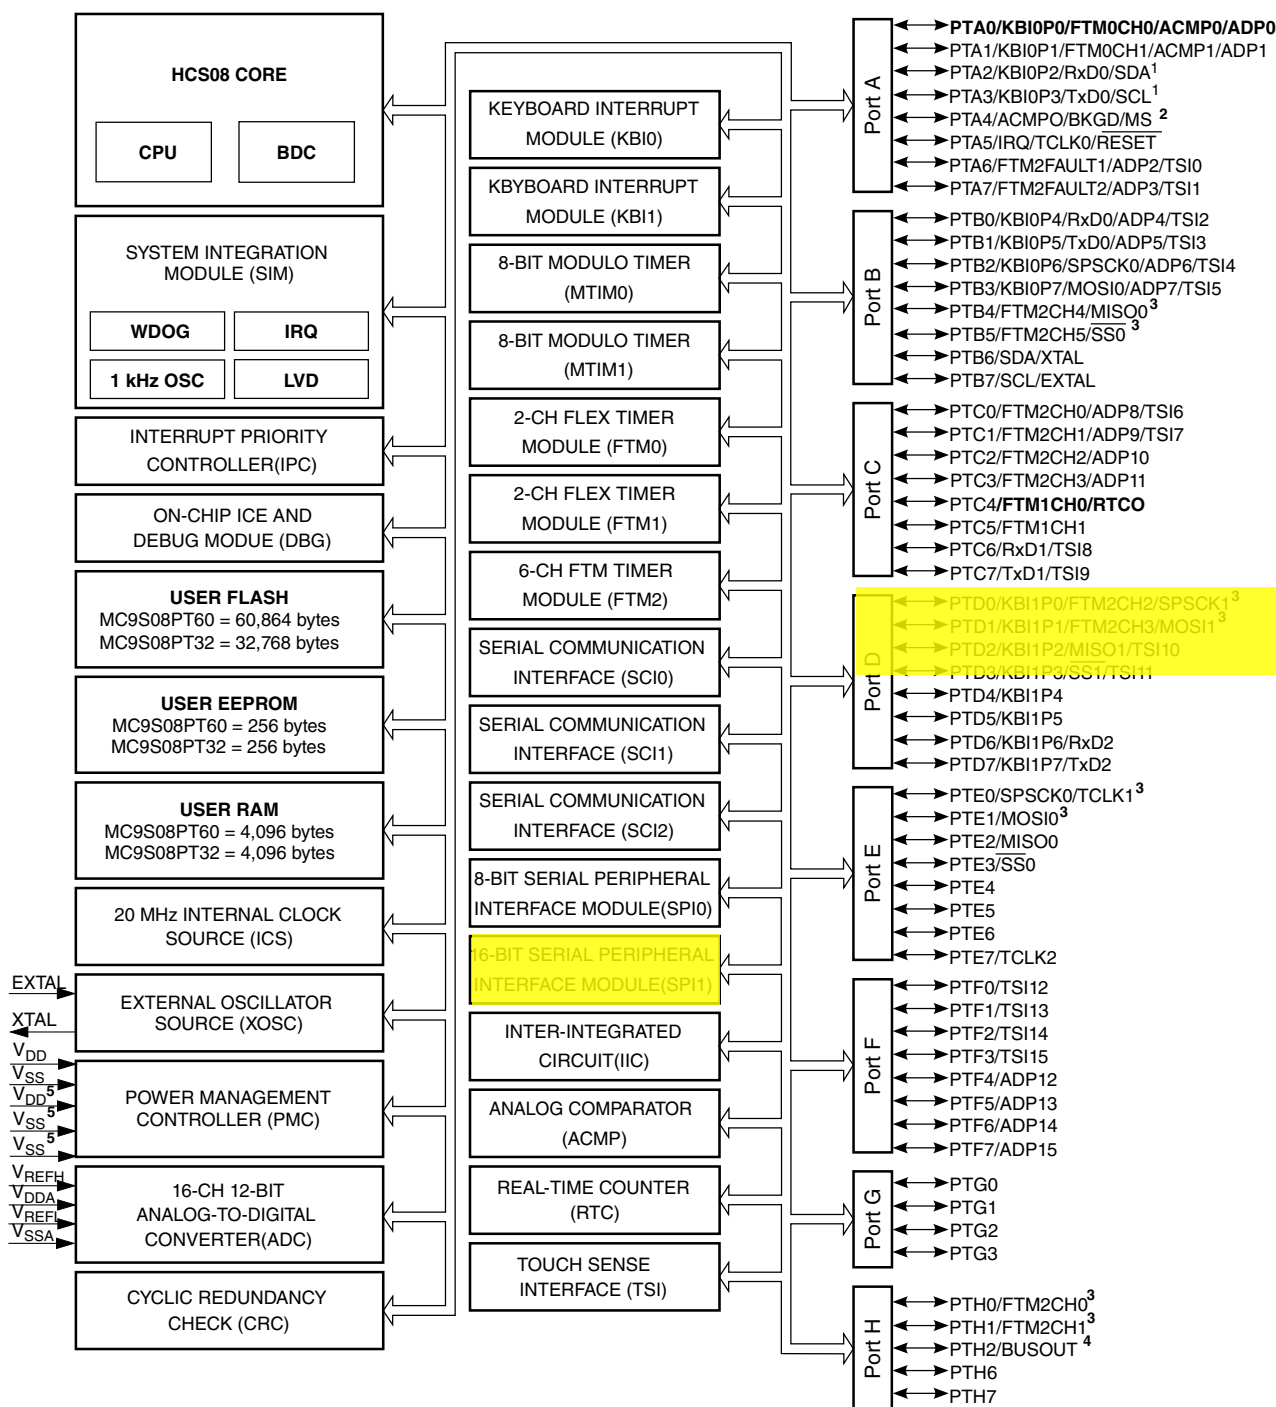 HCS08 CORE
CPU
BDC
SYSTEM INTEGRATION
MODULE (SIM)
WDOG
IRQ
1 kHz OSC
LVD
INTERRUPT PRIORITY
CONTROLLER(IPC)
ON-CHIP ICE AND
DEBUG MODUE (DBG)
USER FLASH
MC9S08PT60 = 60,864 bytes
MC9S08PT32 = 32,768 bytes
USER EEPROM
MC9S08PT60 = 256 bytes
MC9S08PT32 = 256 bytes
USER RAM
MC9S08PT60 = 4,096 bytes
MC9S08PT32 = 4,096 bytes
20 MHz INTERNAL CLOCK
SOURCE (ICS)
EXTAL
XTAL
EXTERNAL OSCILLATOR
SOURCE (XOSC)
VDD
VSS
VDD5
VSS5
VSS5
POWER MANAGEMENT
CONTROLLER (PMC)
VREFH
VDDA
VREFL
VSSA
16-CH 12-BIT
ANALOG-TO-DIGITAL
CONVERTER(ADC)
CYCLIC REDUNDANCY
CHECK (CRC)
KEYBOARD INTERRUPT
MODULE (KBI0)
KBYBOARD INTERRUPT
MODULE (KBI1)
8-BIT MODULO TIMER
(MTIM0)
8-BIT MODULO TIMER
(MTIM1)
2-CH FLEX TIMER
MODULE (FTM0)
2-CH FLEX TIMER
MODULE (FTM1)
6-CH FTM TIMER
MODULE (FTM2)
SERIAL COMMUNICATION
INTERFACE (SCI0)
SERIAL COMMUNICATION
INTERFACE (SCI1)
SERIAL COMMUNICATION
INTERFACE (SCI2)
8-BIT SERIAL PERIPHERAL
INTERFACE MODULE(SPI0)
16-BIT SERIAL PERIPHERAL
INTERFACE MODULE(SPI1)
INTER-INTEGRATED
CIRCUIT(IIC)
ANALOG COMPARATOR
(ACMP)
REAL-TIME COUNTER
(RTC)
TOUCH SENSE
INTERFACE (TSI)
Port A
PTA0/KBI0P0/FTM0CH0/ACMP0/ADP0
PTA1/KBI0P1/FTM0CH1/ACMP1/ADP1
PTA2/KBI0P2/RxD0/SDA1
PTA3/KBI0P3/TxD0/SCL1
PTA4/ACMPO/BKGD/MS 2
PTA5/IRQ/TCLK0/RESET
PTA6/FTM2FAULT1/ADP2/TSI0
PTA7/FTM2FAULT2/ADP3/TSI1
Port B
PTB0/KBI0P4/RxD0/ADP4/TSI2
PTB1/KBI0P5/TxD0/ADP5/TSI3
PTB2/KBI0P6/SPSCK0/ADP6/TSI4
PTB3/KBI0P7/MOSI0/ADP7/TSI5
PTB4/FTM2CH4/MISO03
PTB5/FTM2CH5/SS0 3
PTB6/SDA/XTAL
PTB7/SCL/EXTAL
Port C
PTC0/FTM2CH0/ADP8/TSI6
PTC1/FTM2CH1/ADP9/TSI7
PTC2/FTM2CH2/ADP10
PTC3/FTM2CH3/ADP11
PTC4/FTM1CH0/RTCO
PTC5/FTM1CH1
PTC6/RxD1/TSI8
PTC7/TxD1/TSI9
Port D
PTD0/KBI1P0/FTM2CH2/SPSCK13
PTD1/KBI1P1/FTM2CH3/MOSI13
PTD2/KBI1P2/MISO1/TSI10
PTD3/KBI1P3/SS1/TSI11
PTD4/KBI1P4
PTD5/KBI1P5
PTD6/KBI1P6/RxD2
PTD7/KBI1P7/TxD2
Port E
PTE0/SPSCK0/TCLK13
PTE1/MOSI03
PTE2/MISO0
PTE3/SS0
PTE4
PTE5
PTE6
PTE7/TCLK2
Port F
PTF0/TSI12
PTF1/TSI13
PTF2/TSI14
PTF3/TSI15
PTF4/ADP12
PTF5/ADP13
PTF6/ADP14
PTF7/ADP15
Port G
PTG0
PTG1
PTG2
PTG3
Port H
PTH0/FTM2CH03
PTH1/FTM2CH13
PTH2/BUSOUT 4
PTH6
PTH7